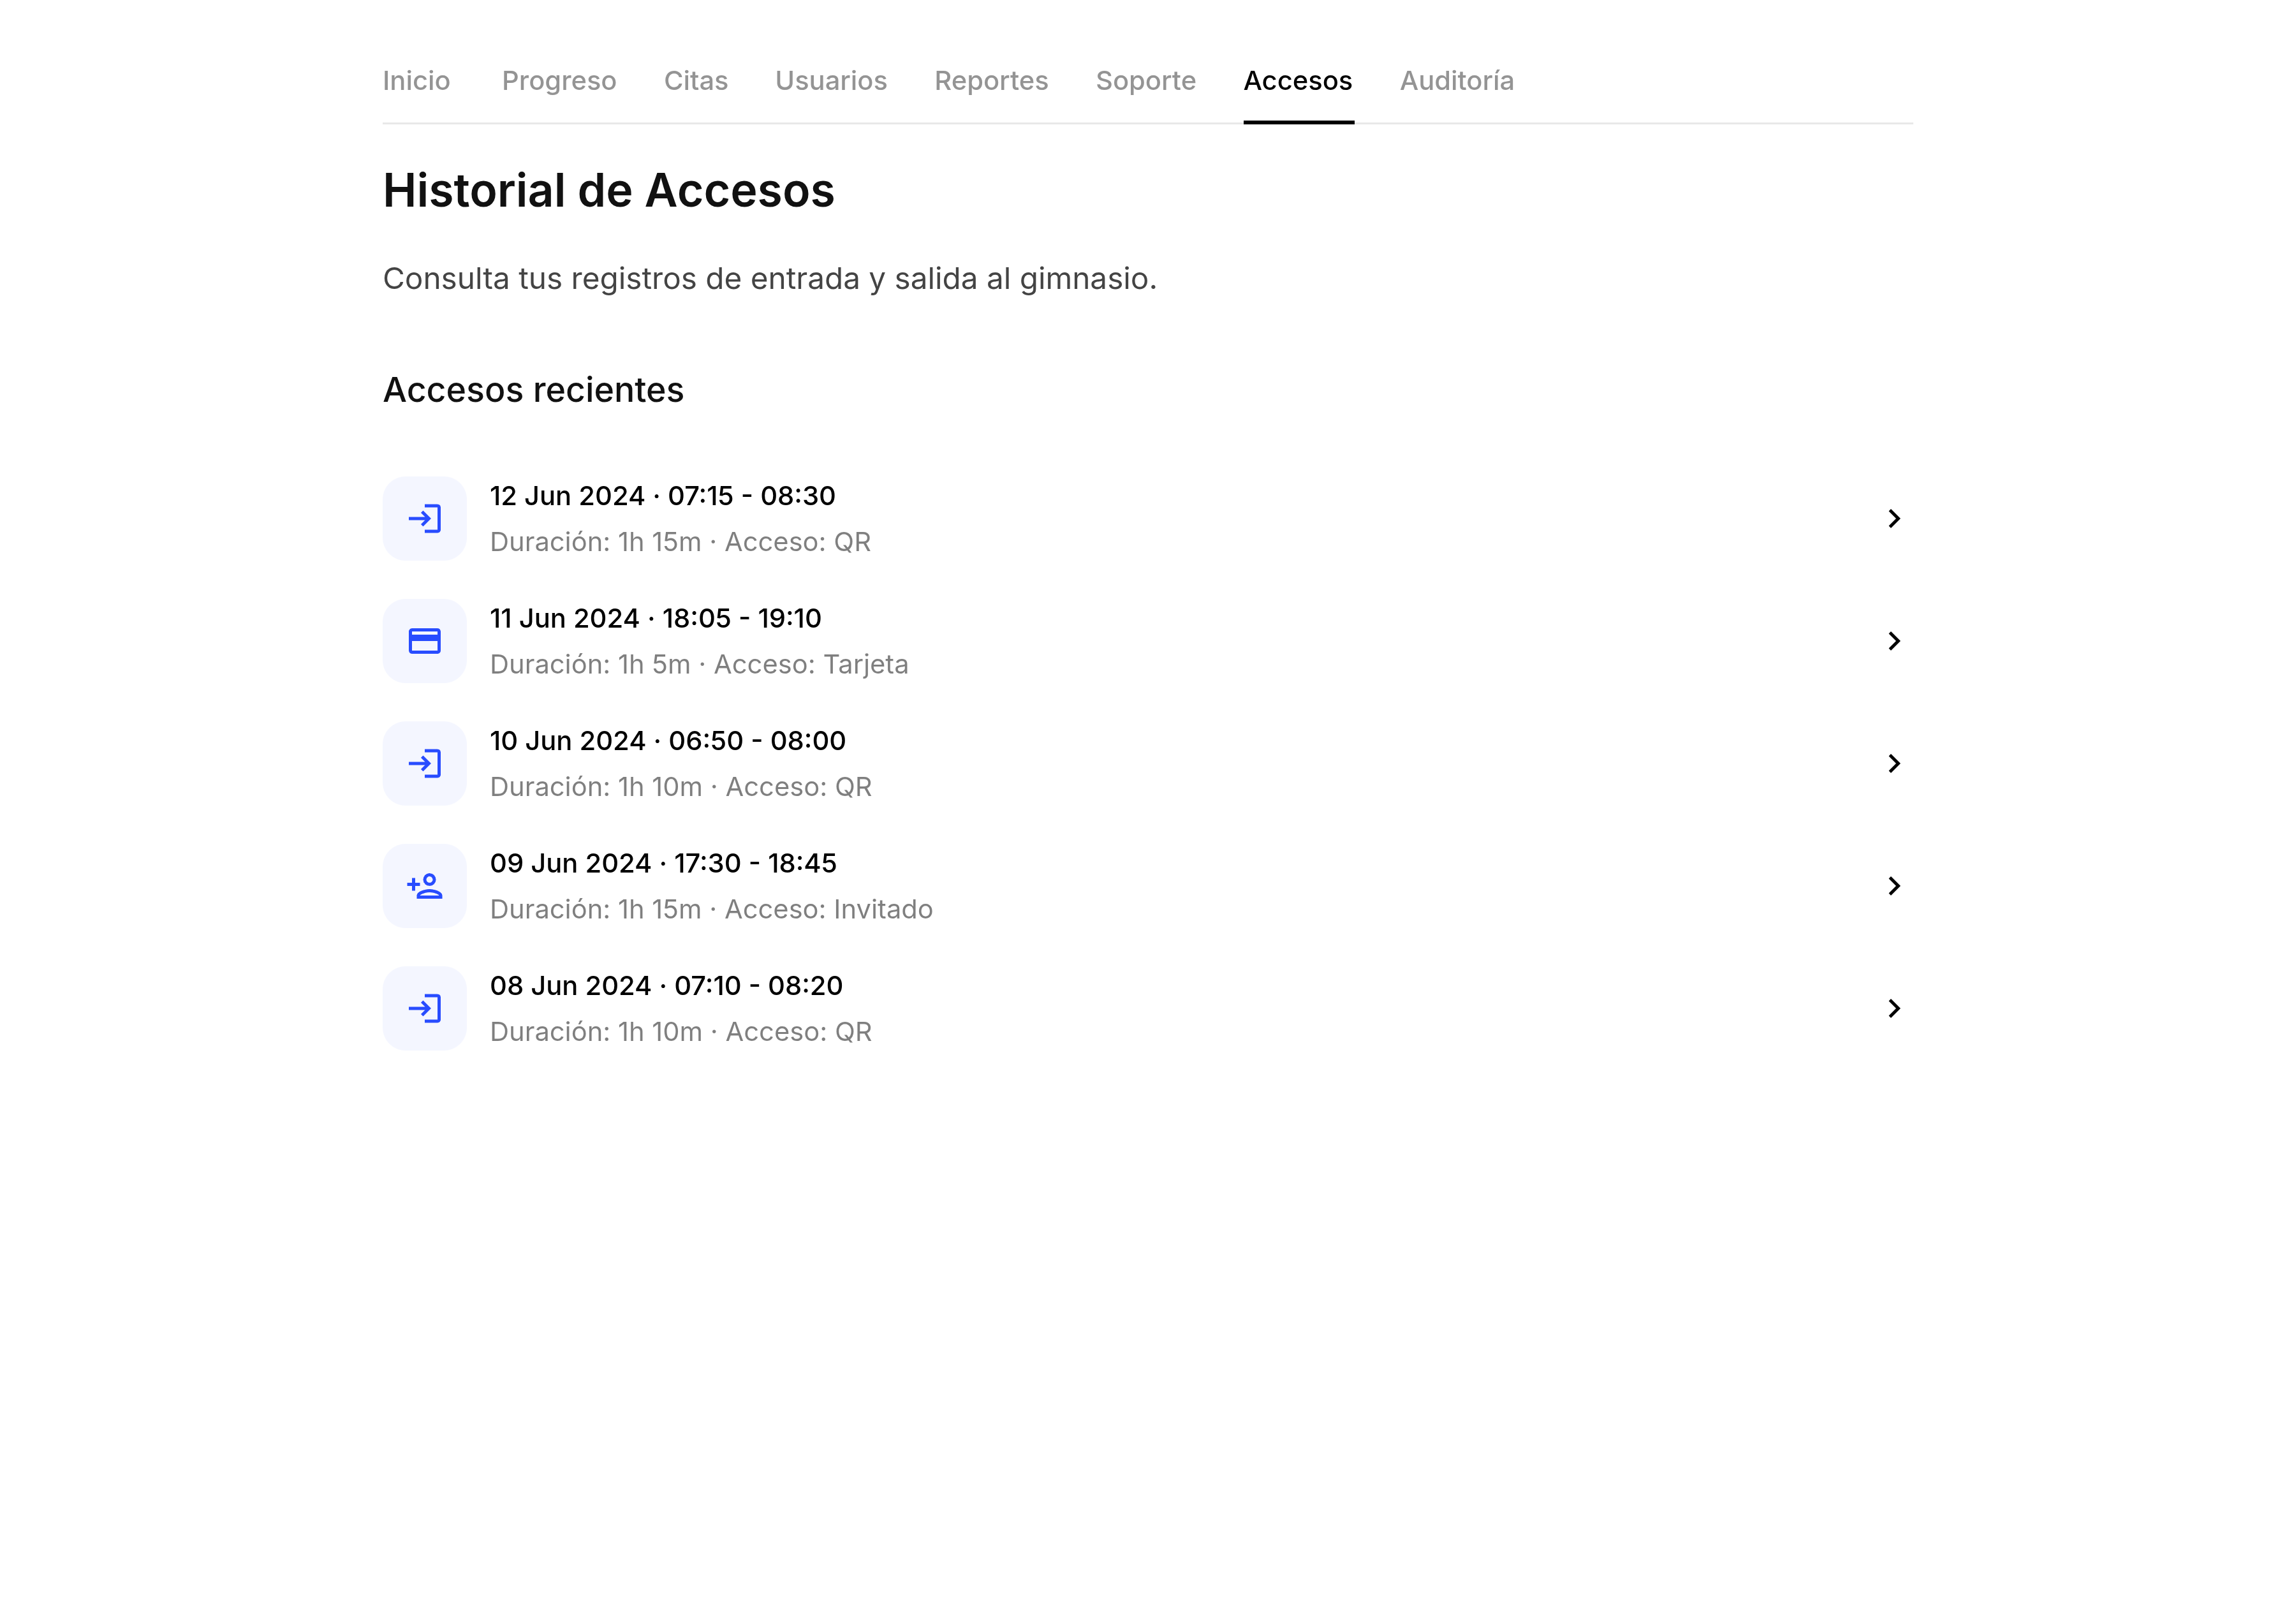 Inicio Progreso Citas Usuarios Reportes Soporte Accesos Auditoría
Historial de Accesos
Consulta tus registros de entrada y salida al gimnasio.
Accesos recientes
12 Jun 2024 · 07:15 - 08:30
Duración: 1h 15m · Acceso: QR
11 Jun 2024 · 18:05 - 19:10
Duración: 1h 5m · Acceso: Tarjeta
10 Jun 2024 · 06:50 - 08:00
Duración: 1h 10m · Acceso: QR
09 Jun 2024 · 17:30 - 18:45
Duración: 1h 15m · Acceso: Invitado
08 Jun 2024 · 07:10 - 08:20
Duración: 1h 10m · Acceso: QR